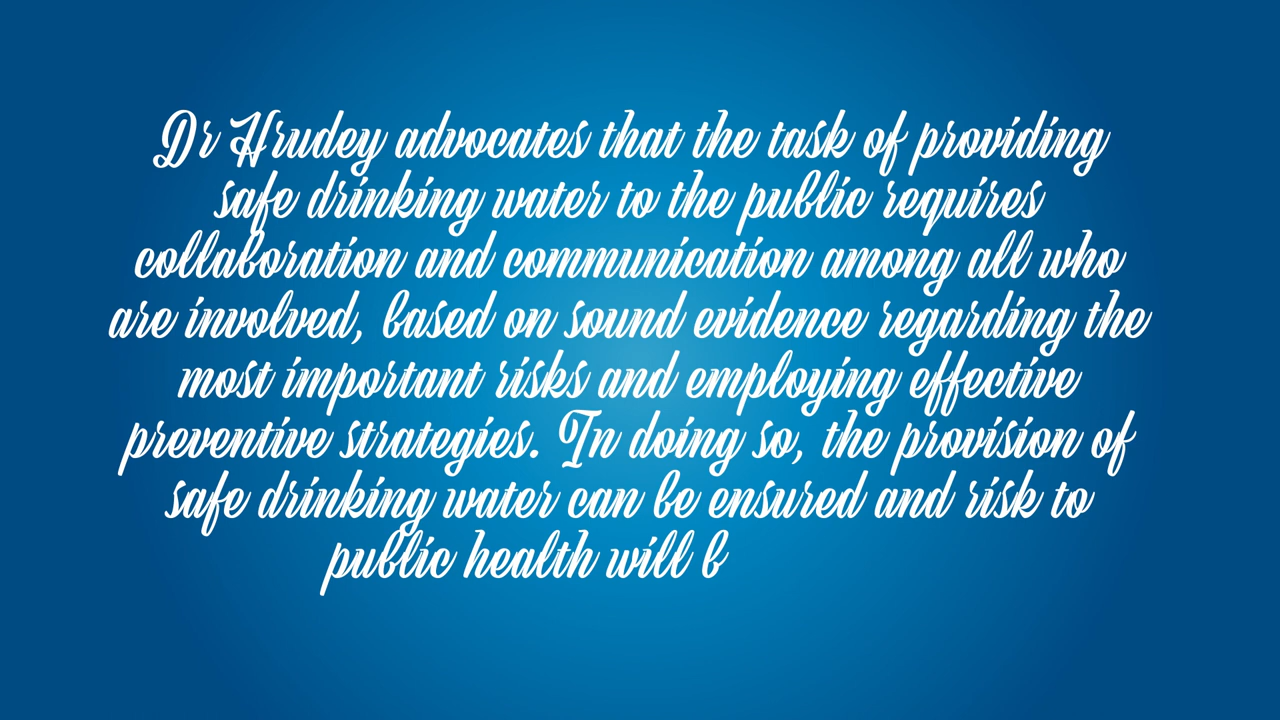 Dr Hrudey advocates that the task of providing
safe drinking water to the public requires
collaboration and communication among all who
are involved, based on sound evidence regarding the
most important risks and employing effective
preventive strategies. In doing so, the provision of
safe drinking water can be ensured and risk to
public health will b